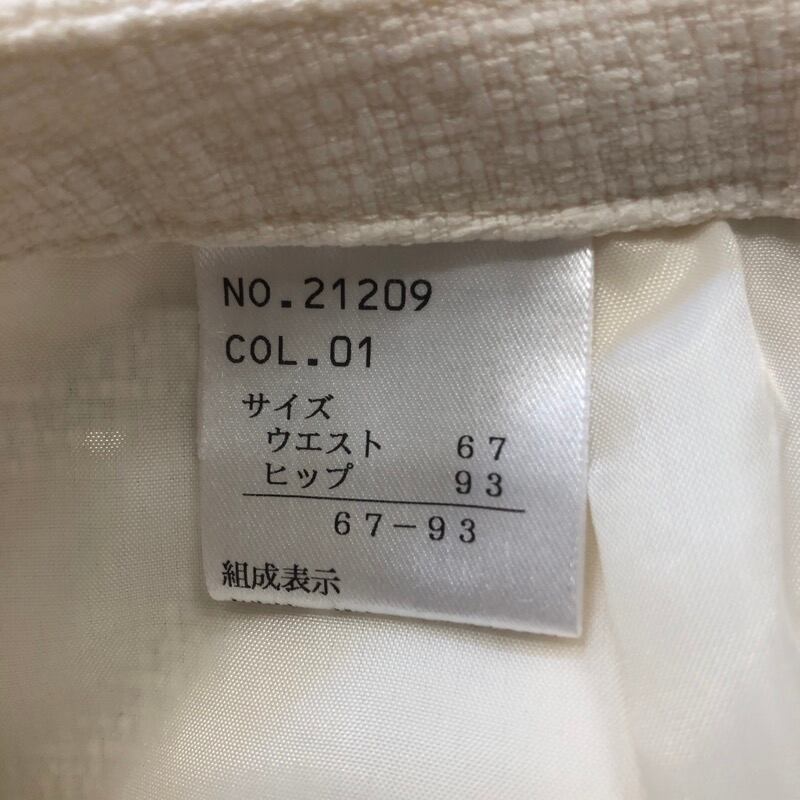 NO.21209
COL.01
サイズ
ウエスト 67
ヒップ 93
67-93
組成表示